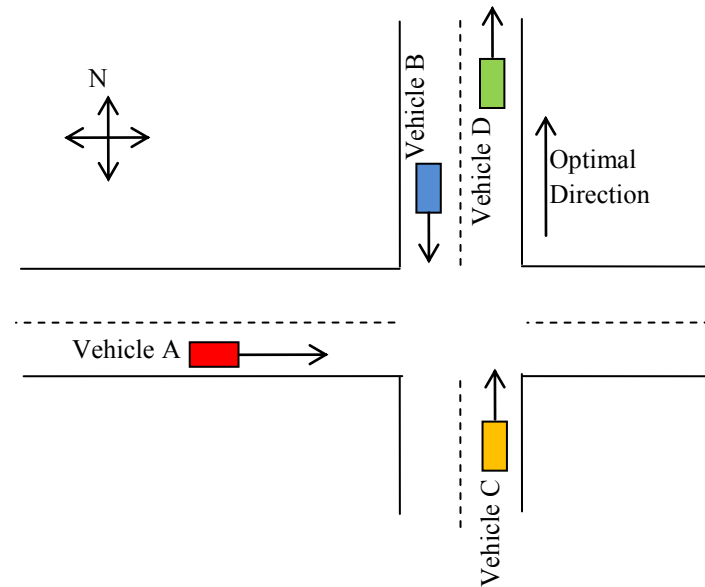 N
Vehicle B
Vehicle D
Optimal
Direction
Vehicle A
Vehicle C